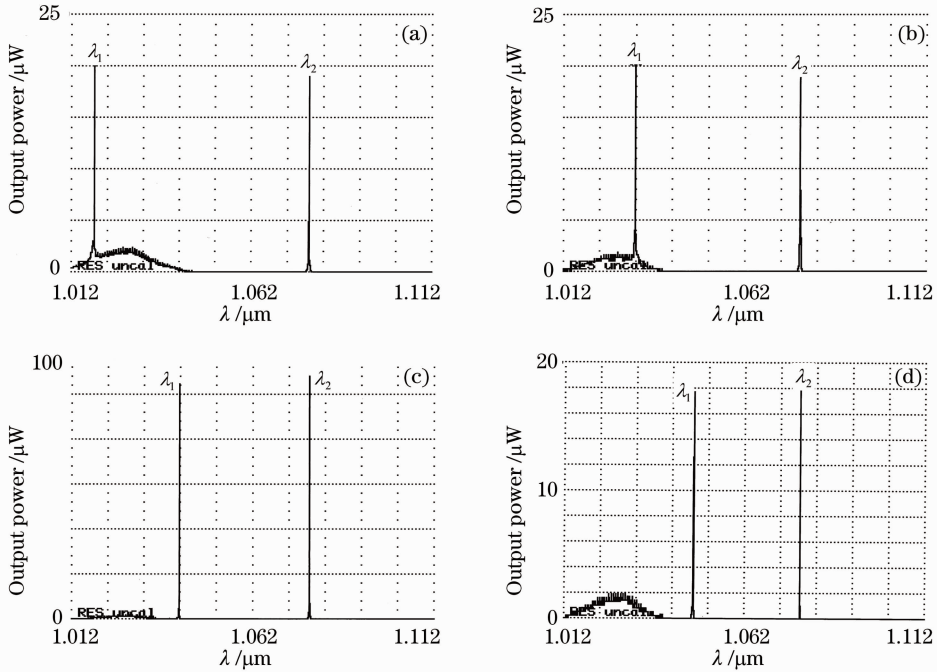 25
(a)
λ1
λ2
Output power /μW
0
RES uncal
1.012
1.062
1.112
λ /μm
25
(b)
λ1
λ2
Output power /μW
0
RES uncal
1.012
1.062
1.112
λ /μm
100
(c)
λ1
λ2
Output power /μW
0
RES uncal
1.012
1.062
1.112
λ /μm
20
(d)
λ1
λ2
10
Output power /μW
0
RES uncal
1.012
1.062
1.112
λ /μm